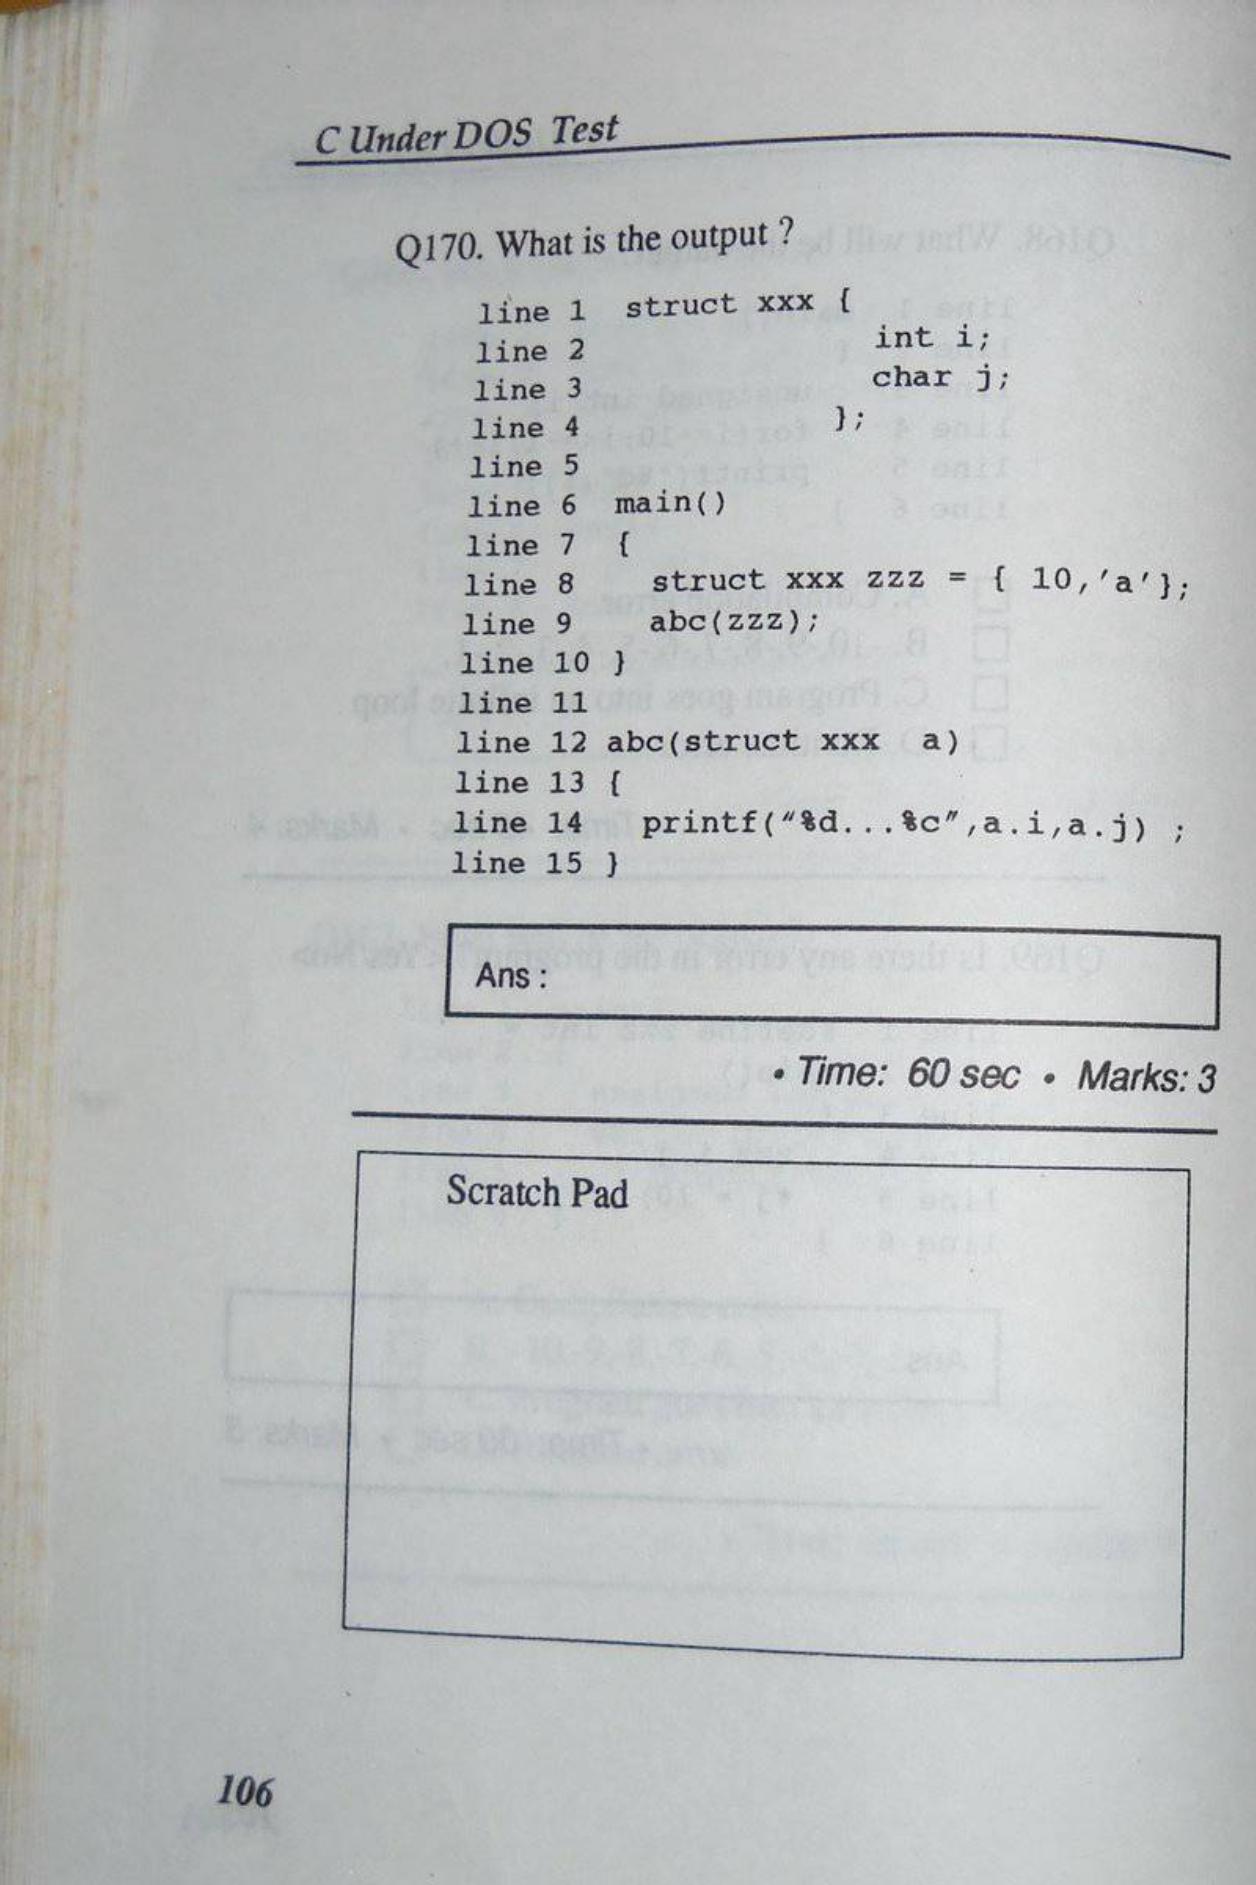 C Under DOS Test
Q170. What is the output ?
line 1 struct xxx {
line 2 int i;
line 3 char j;
line 4 };
line 5
line 6 main()
line 7 {
line 8 struct xxx zzz = { 10,'a'};
line 9 abc(zzz);
line 10 }
line 11
line 12 abc(struct xxx a)
line 13 {
line 14 printf("%d...%c",a.i,a.j) ;
line 15 }
Ans :
• Time: 60 sec • Marks: 3
Scratch Pad
106